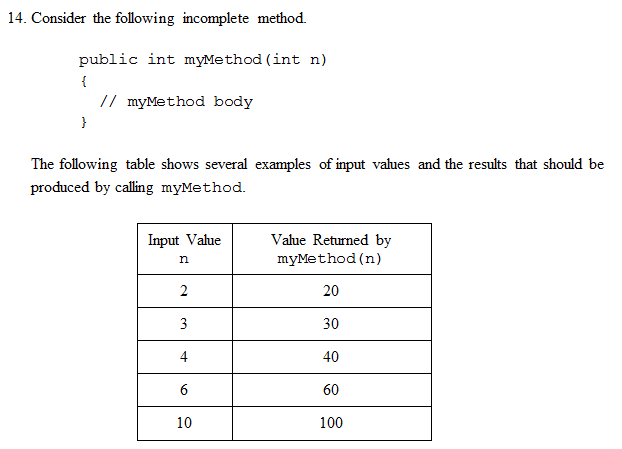 14. Consider the following incomplete method.
public int myMethod(int n)
{
// myMethod body
}
The following table shows several examples of input values and the results that should be
produced by calling myMethod.
Input Value
n
Value Returned by
myMethod(n)
2 20
3 30
4 40
6 60
10 100